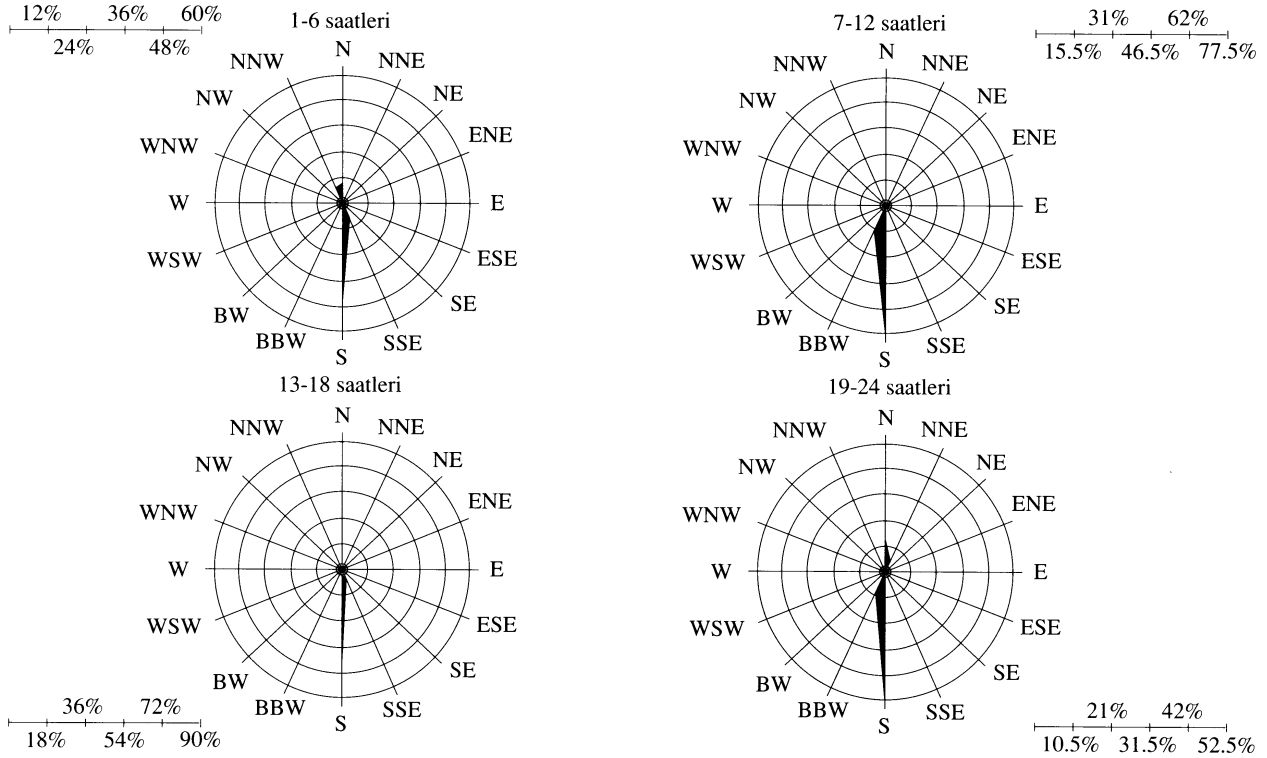 12% 36% 60%
24% 48%
1-6 saatleri
N
NNW NNE
NW NE
WNW ENE
W E
WSW ESE
BW SE
BBW SSE
S
7-12 saatleri
31% 62%
15.5% 46.5% 77.5%
N
NNW NNE
NW NE
WNW ENE
W E
WSW ESE
BW SE
BBW SSE
S
13-18 saatleri
N
NNW NNE
NW NE
WNW ENE
W E
WSW ESE
BW SE
BBW SSE
S
36% 72%
18% 54% 90%
19-24 saatleri
N
NNW NNE
NW NE
WNW ENE
W E
WSW ESE
BW SE
BBW SSE
S
21% 42%
10.5% 31.5% 52.5%